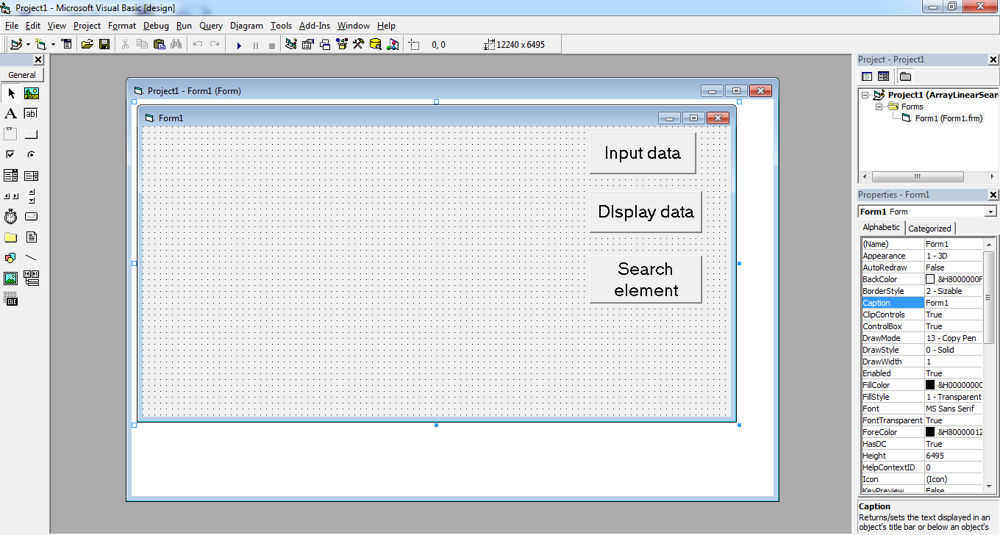 Project1 - Microsoft Visual Basic [design]
File Edit View Project Format Debug Run Query Diagram Tools Add-Ins Window Help
0, 0 12240 x 6495
General
A ab|
xv
OLE
Project1 - Form1 (Form)
Form1
Input data
DIsplay data
Search
element
Project - Project1
Project1 (ArrayLinearSear
Forms
Form1 (Form1.frm)
Properties - Form1
Form1 Form
Alphabetic Categorized
(Name) Form1
Appearance 1 - 3D
AutoRedraw False
BackColor &H8000000F
BorderStyle 2 - Sizable
Caption Form1
ClipControls True
ControlBox True
DrawMode 13 - Copy Pen
DrawStyle 0 - Solid
DrawWidth 1
Enabled True
FillColor &H00000000
FillStyle 1 - Transparent
Font MS Sans Serif
FontTransparent True
ForeColor &H80000012
HasDC True
Height 6495
HelpContextID 0
Icon (Icon)
KeyPreview False
Caption
Returns/sets the text displayed in an
object's title bar or below an object's